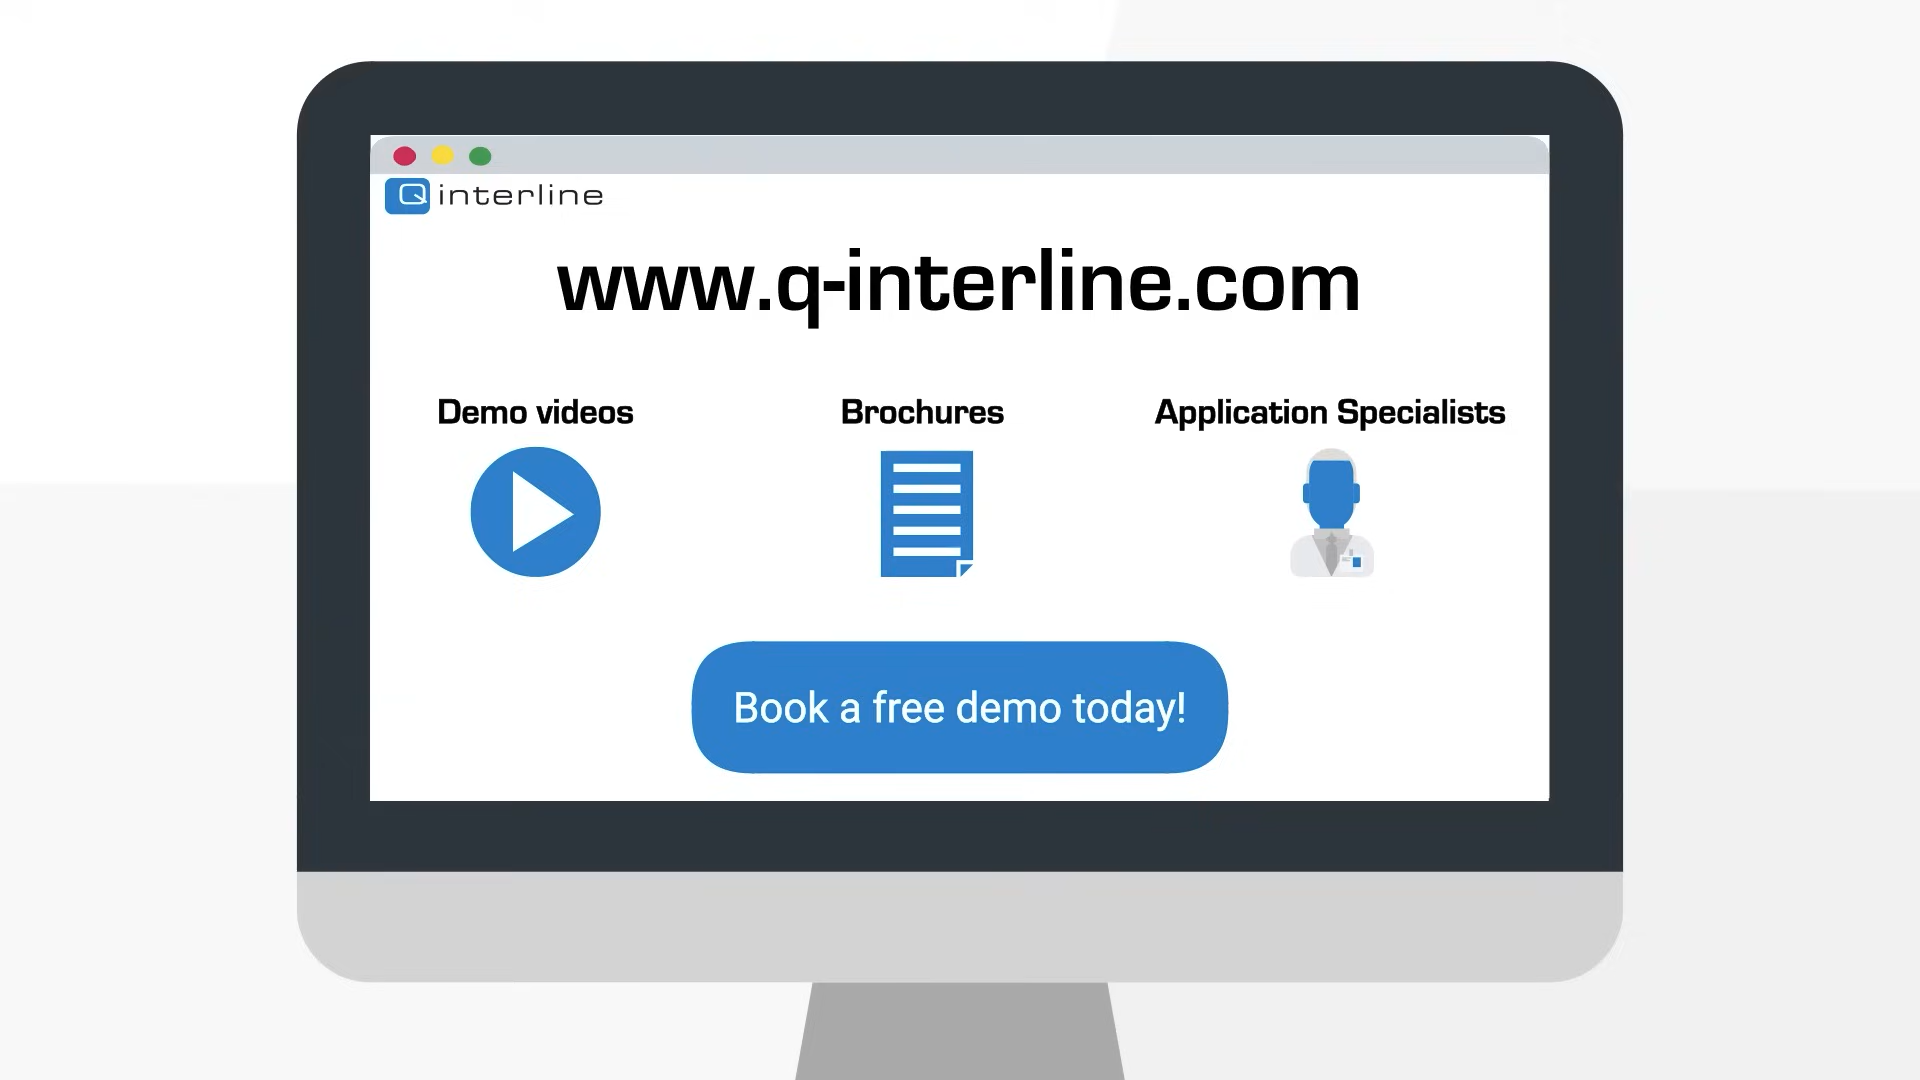 Q interline
www.q-interline.com
Demo videos
Brochures
Application Specialists
Book a free demo today!